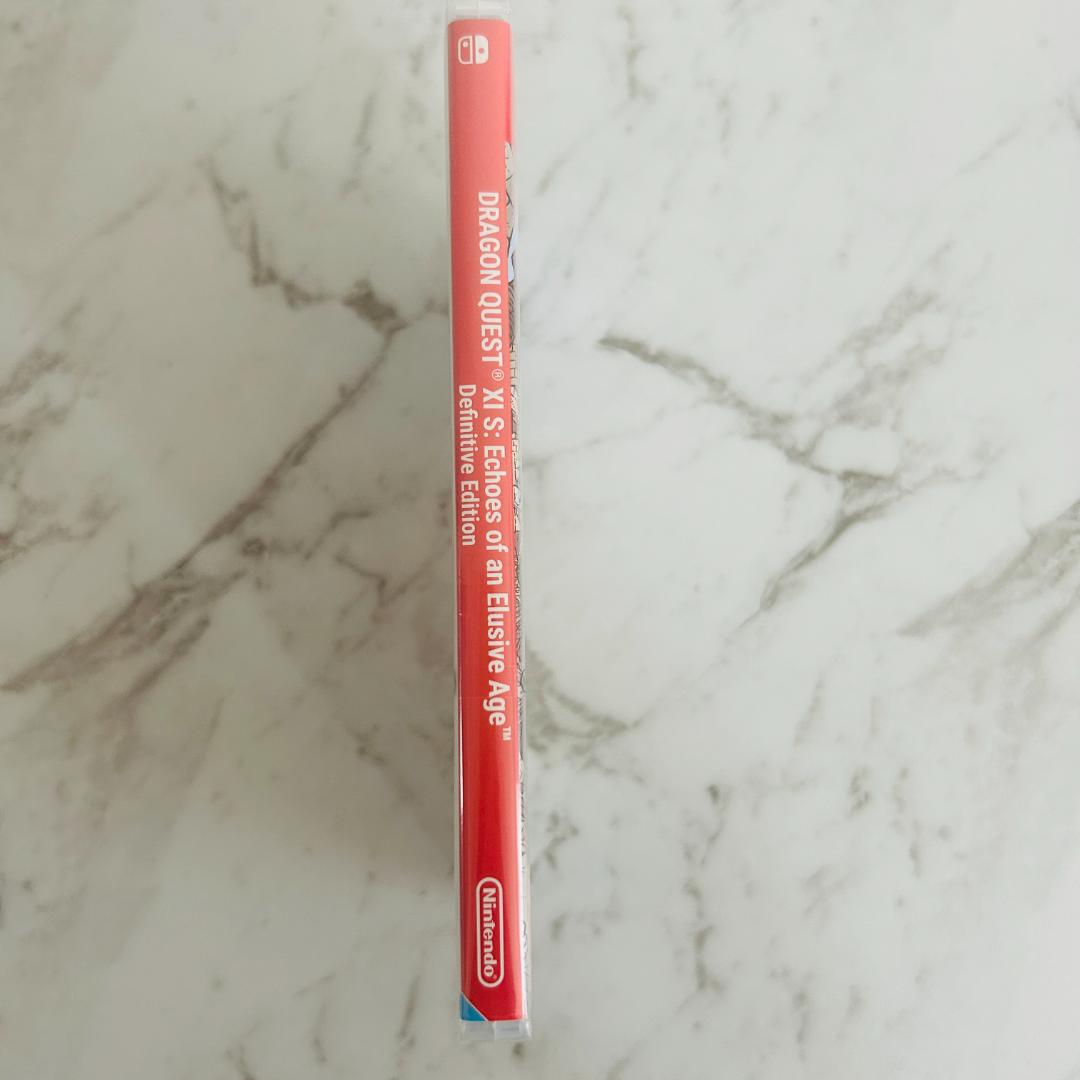 DRAGON QUEST® XI S: Echoes of an Elusive Age™
Definitive Edition
Nintendo®